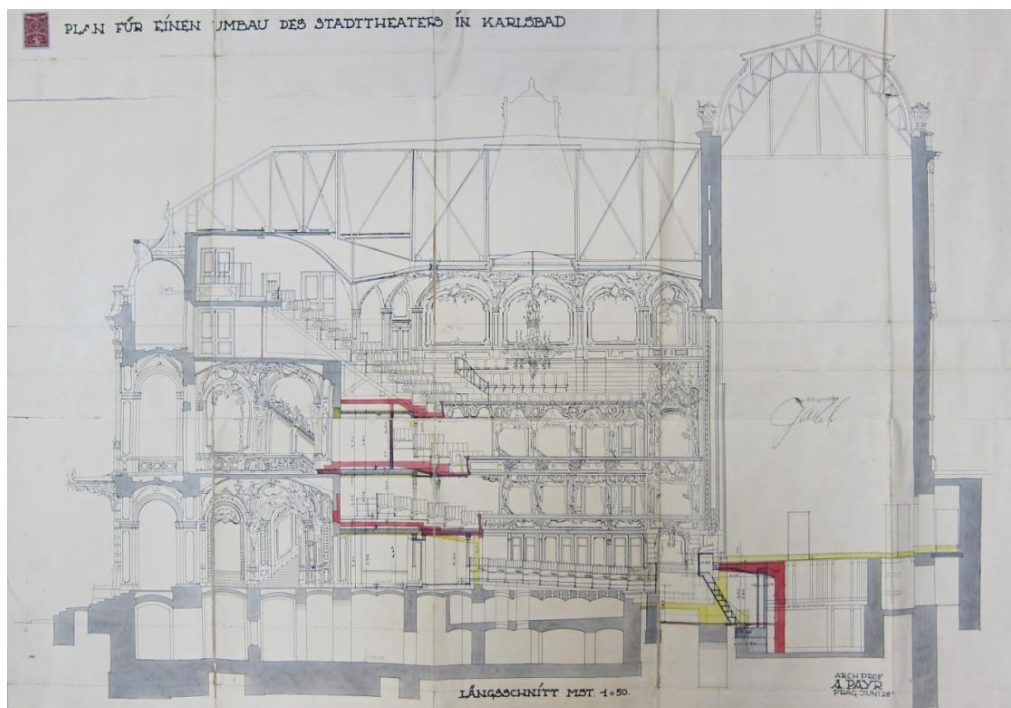 PLAN FÜR EINEN UMBAU DES STADTTHEATERS IN KARLSBAD
LÄNGSSCHNITT MST. 1=50.
ARCH PROF
A. PAYR
PRAG JUNI 28